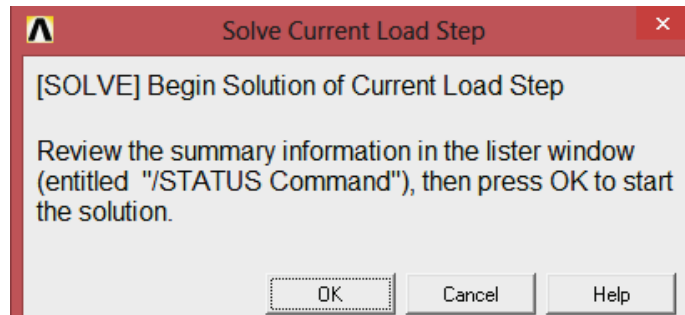 Solve Current Load Step
[SOLVE] Begin Solution of Current Load Step
Review the summary information in the lister window
(entitled "/STATUS Command"), then press OK to start
the solution.
OK Cancel Help